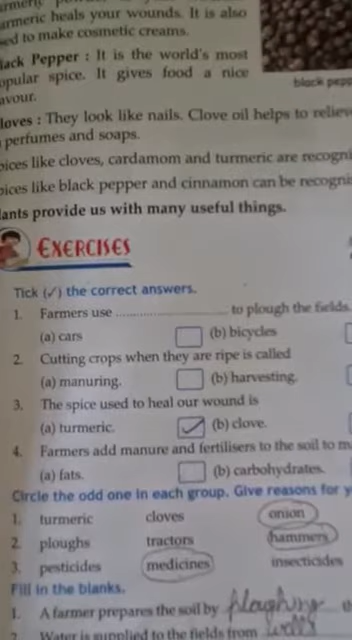 armeric heals your wounds. It is also
sed to make cosmetic creams.
lack Pepper : It is the world's most
opular spice. It gives food a nice
avour.
black pepp
loves : They look like nails. Clove oil helps to reliev
perfumes and soaps.
pices like cloves, cardamom and turmeric are recogni
pices like black pepper and cinnamon can be recogni
lants provide us with many useful things.
EXERCISES
Tick (✓) the correct answers.
1. Farmers use .............................. to plough the fields.
(a) cars (b) bicycles
2. Cutting crops when they are ripe is called
(a) manuring. (b) harvesting.
3. The spice used to heal our wound is
(a) turmeric. ✓ (b) clove.
4. Farmers add manure and fertilisers to the soil to m
(a) fats. (b) carbohydrates.
Circle the odd one in each group. Give reasons for y
1. turmeric cloves onion
2. ploughs tractors hammers
3. pesticides medicines insecticides
Fill in the blanks.
1. A farmer prepares the soil by ploughing th
2. Water is supplied to the fields from wells